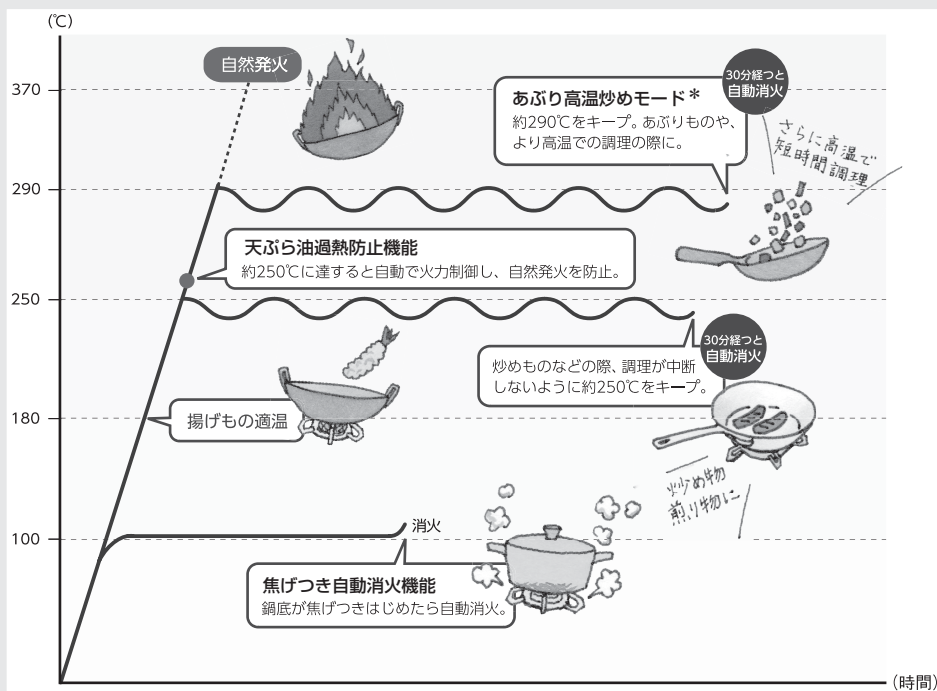 (℃)
自然発火
370
30分経つと
自動消火
あぶり高温炒めモード*
約290℃をキープ。あぶりものや、
より高温での調理の際に。
さらに高温で
短時間調理
290
天ぷら油過熱防止機能
約250℃に達すると自動で火力制御し、自然発火を防止。
250
30分経つと
自動消火
炒めものなどの際、調理が中断
しないように約250℃をキープ。
揚げもの適温
180
炒め物
煎り物に
消火
100
焦げつき自動消火機能
鍋底が焦げつきはじめたら自動消火。
(時間)